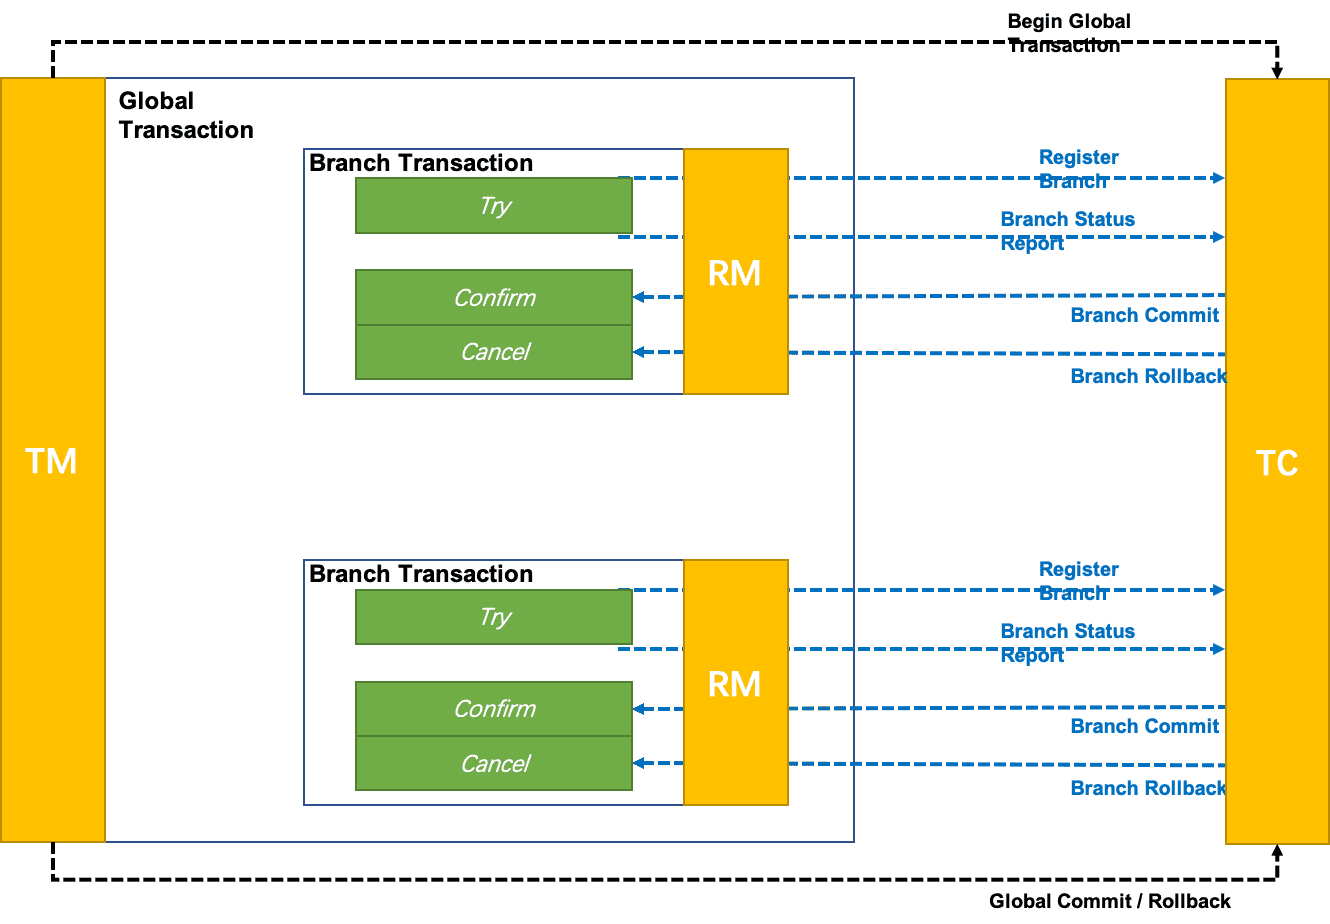 Begin Global
Transaction
Global
Transaction
Branch Transaction
Register
Branch
Try
Branch Status
Report
RM
Confirm
Branch Commit
Cancel
Branch Rollback
TM
TC
Branch Transaction
Register
Branch
Try
Branch Status
Report
RM
Confirm
Branch Commit
Cancel
Branch Rollback
Global Commit / Rollback